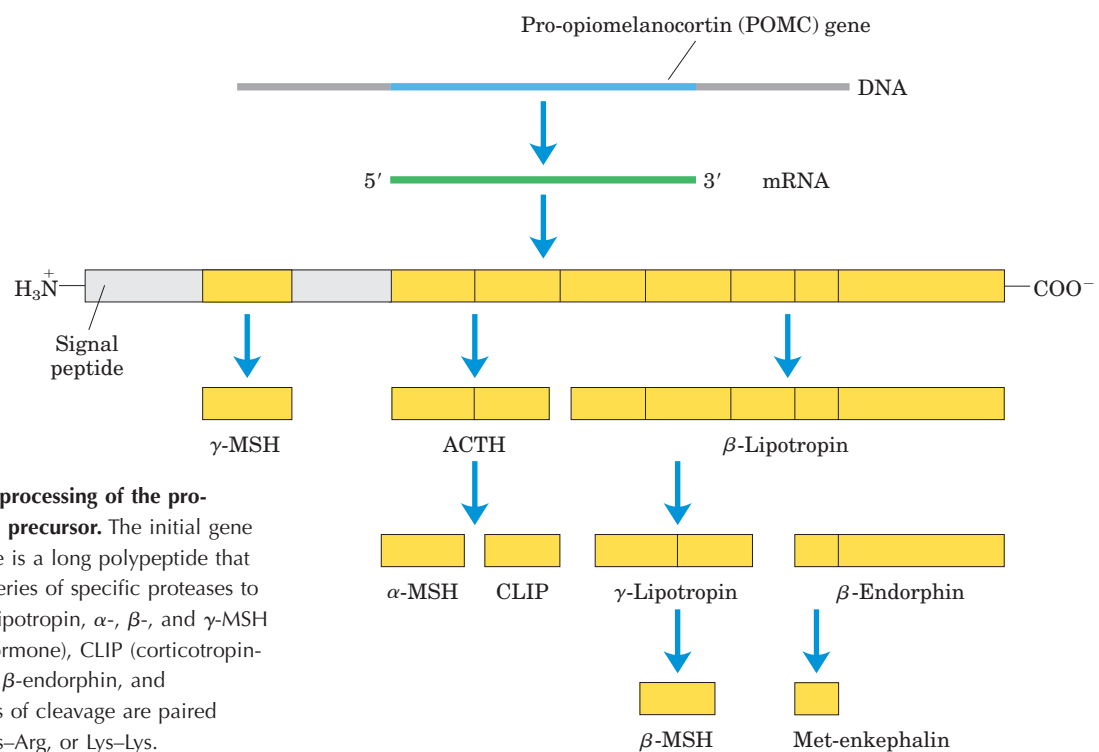 Pro-opiomelanocortin (POMC) gene
DNA
5′ 3′ mRNA
H₃N⁺ COO⁻
Signal
peptide
γ-MSH ACTH β-Lipotropin
α-MSH CLIP γ-Lipotropin β-Endorphin
β-MSH Met-enkephalin
processing of the pro-
precursor. The initial gene
e is a long polypeptide that
eries of specific proteases to
ipotropin, α-, β-, and γ-MSH
ormone), CLIP (corticotropin-
β-endorphin, and
s of cleavage are paired
s–Arg, or Lys–Lys.